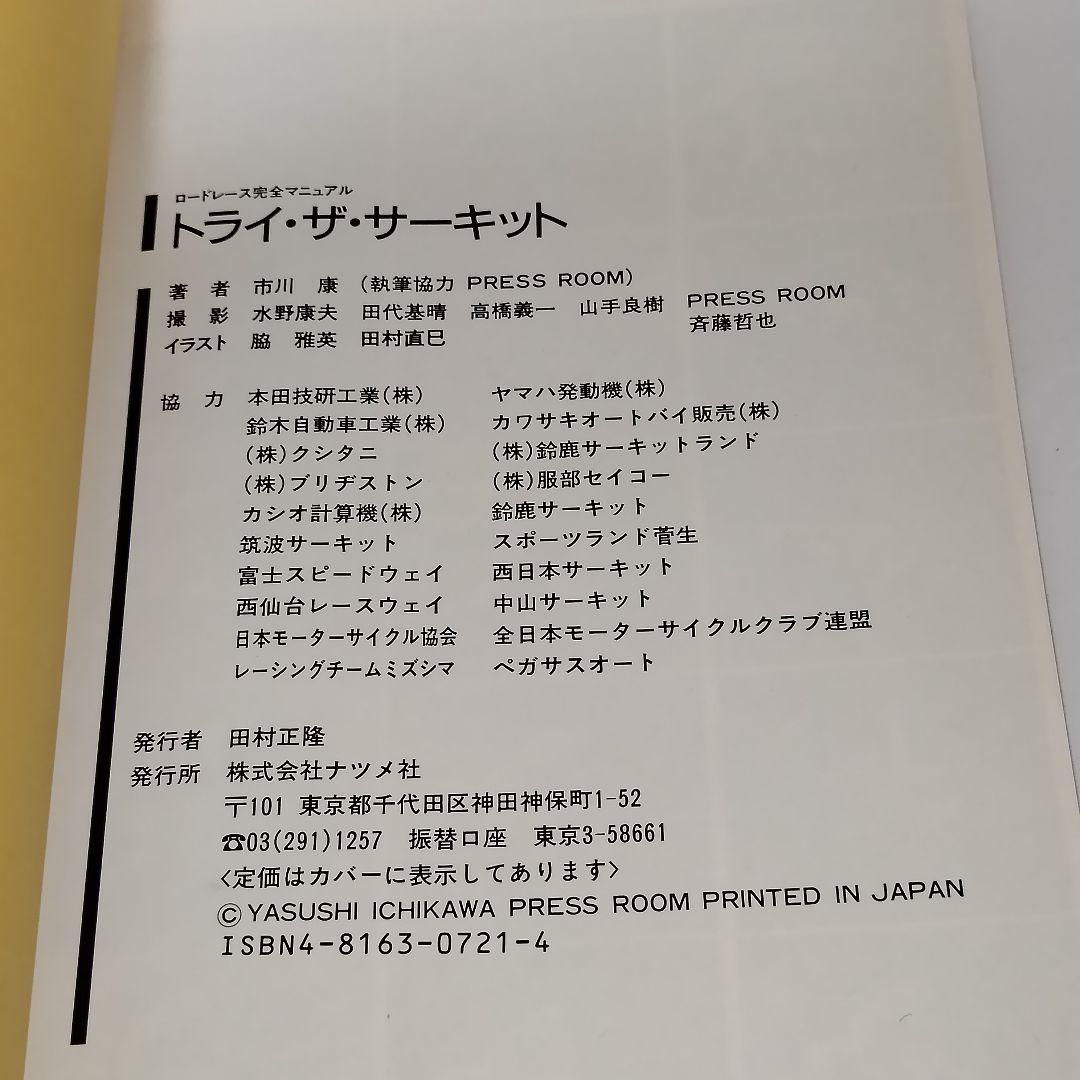 ロードレース完全マニュアル
トライ・ザ・サーキット
著　者　市川　康　(執筆協力 PRESS ROOM)
撮　影　水野康夫　田代基晴　高橋義一　山手良樹　PRESS ROOM
イラスト　脇　雅英　田村直巳　斉藤哲也
協　力　本田技研工業(株)　ヤマハ発動機(株)
鈴木自動車工業(株)　カワサキオートバイ販売(株)
(株)クシタニ　(株)鈴鹿サーキットランド
(株)ブリヂストン　(株)服部セイコー
カシオ計算機(株)　鈴鹿サーキット
筑波サーキット　スポーツランド菅生
富士スピードウェイ　西日本サーキット
西仙台レースウェイ　中山サーキット
日本モーターサイクル協会　全日本モーターサイクルクラブ連盟
レーシングチームミズシマ　ペガサスオート
発行者　田村正隆
発行所　株式会社ナツメ社
〒101 東京都千代田区神田神保町1-52
☎03(291)1257　振替口座　東京3-58661
<定価はカバーに表示してあります>
©YASUSHI ICHIKAWA PRESS ROOM PRINTED IN JAPAN
ISBN4-8163-0721-4